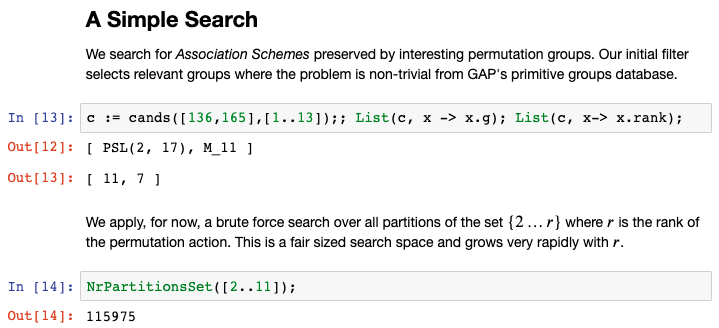 A Simple Search
We search for Association Schemes preserved by interesting permutation groups. Our initial filter
selects relevant groups where the problem is non-trivial from GAP's primitive groups database.
In [13]: c := cands([136,165],[1..13]);; List(c, x -> x.g); List(c, x-> x.rank);
Out[12]: [ PSL(2, 17), M_11 ]
Out[13]: [ 11, 7 ]
We apply, for now, a brute force search over all partitions of the set {2 … r} where r is the rank of
the permutation action. This is a fair sized search space and grows very rapidly with r.
In [14]: NrPartitionsSet([2..11]);
Out[14]: 115975